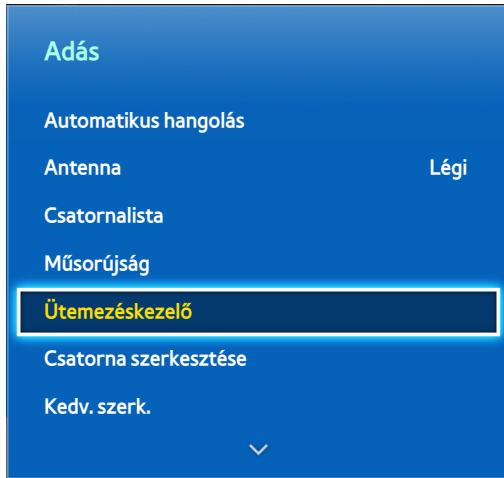 Adás
Automatikus hangolás
Antenna Légi
Csatornalista
Műsorújság
Ütemezéskezelő
Csatorna szerkesztése
Kedv. szerk.